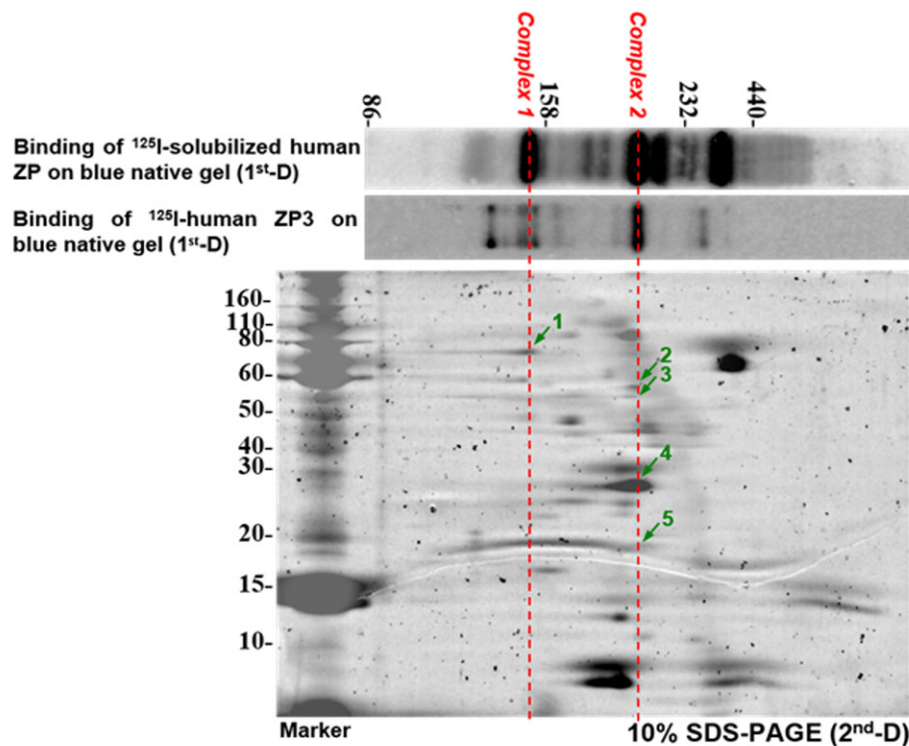 Complex 1
Complex 2
86-
158-
232-
440-
Binding of ¹²⁵I-solubilized human
ZP on blue native gel (1ˢᵗ-D)
Binding of ¹²⁵I-human ZP3 on
blue native gel (1ˢᵗ-D)
160-
110-
80-
60-
50-
40-
30-
20-
15-
10-
1
2
3
4
5
Marker
10% SDS-PAGE (2ⁿᵈ-D)